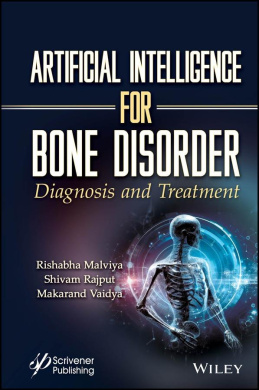 ARTIFICIAL INTELLIGENCE
FOR
BONE DISORDER
Diagnosis and Treatment
Rishabha Malviya
Shivam Rajput
Makarand Vaidya
Scrivener
Publishing
WILEY